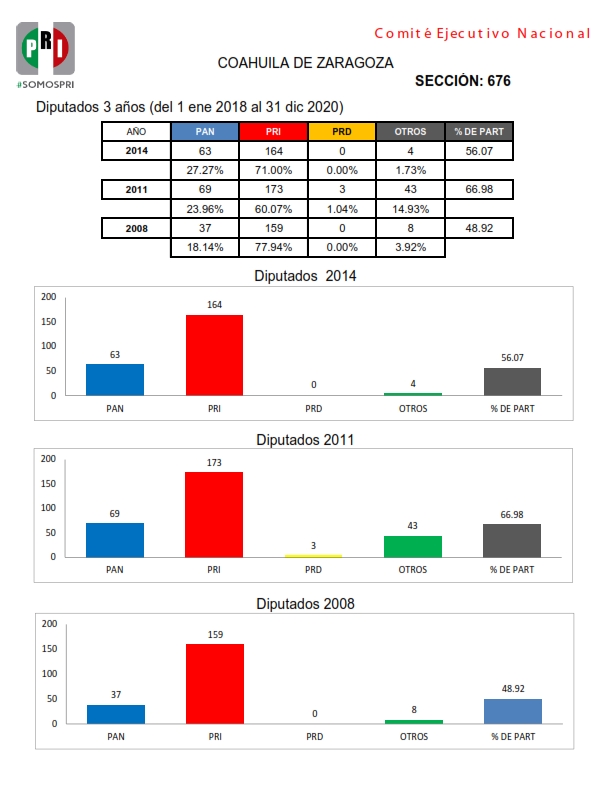 PRI
#SOMOSPRI
Comité Ejecutivo Nacional
COAHUILA DE ZARAGOZA
SECCIÓN: 676
Diputados 3 años (del 1 ene 2018 al 31 dic 2020)
AÑO PAN PRI PRD OTROS % DE PART
2014 63 164 0 4 56.07
27.27% 71.00% 0.00% 1.73%
2011 69 173 3 43 66.98
23.96% 60.07% 1.04% 14.93%
2008 37 159 0 8 48.92
18.14% 77.94% 0.00% 3.92%
Diputados 2014
200
150
100
50
0
63 164 0 4 56.07
PAN PRI PRD OTROS % DE PART
Diputados 2011
200
150
100
50
0
69 173 3 43 66.98
PAN PRI PRD OTROS % DE PART
Diputados 2008
200
150
100
50
0
37 159 0 8 48.92
PAN PRI PRD OTROS % DE PART